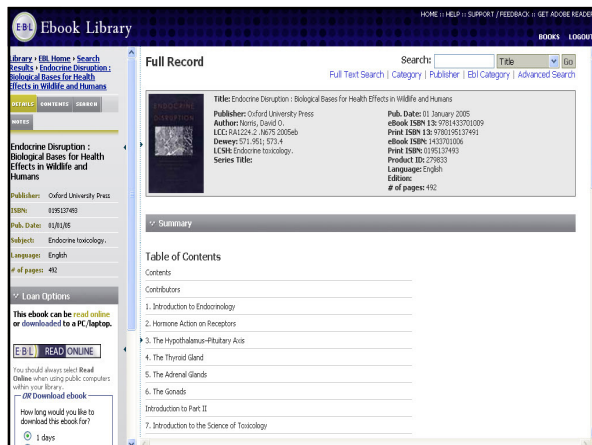 HOME :: HELP :: SUPPORT / FEEDBACK :: GET ADOBE READER
EBL Ebook Library
BOOKS LOGOUT
Library › EBL Home › Search
Results › Endocrine Disruption :
Biological Bases for Health
Effects in Wildlife and Humans
DETAILS CONTENTS SEARCH
NOTES
Endocrine
Disruption :
Biological Bases for
Health Effects in
Wildlife and
Humans
Publisher: Oxford University Press
ISBN: 0195137493
Pub. Date: 01/01/05
Subject: Endocrine toxicology.
Language: English
# of pages: 492
Loan Options
This ebook can be read online
or downloaded to a PC/laptop.
EBL READ ONLINE
You should always select Read
Online when using public computers
within your library.
OR Download ebook
How long would you like to
download this ebook for?
1 days
Full Record
Search: Title Go
Full Text Search | Category | Publisher | Ebl Category | Advanced Search
ENDOCRINE
DISRUPTION
Title: Endocrine Disruption : Biological Bases for Health Effects in Wildlife and Humans
Publisher: Oxford University Press
Author: Norris, David O.
LCC: RA1224.2 .N675 2005eb
Dewey: 571.951; 573.4
LCSH: Endocrine toxicology.
Series Title:
Pub. Date: 01 January 2005
eBook ISBN 13: 9781433701009
Print ISBN 13: 9780195137491
eBook ISBN: 1433701006
Print ISBN: 0195137493
Product ID: 279833
Language: English
Edition:
# of pages: 492
Summary
Table of Contents
Contents
Contributors
1. Introduction to Endocrinology
2. Hormone Action on Receptors
3. The Hypothalamus–Pituitary Axis
4. The Thyroid Gland
5. The Adrenal Glands
6. The Gonads
Introduction to Part II
7. Introduction to the Science of Toxicology